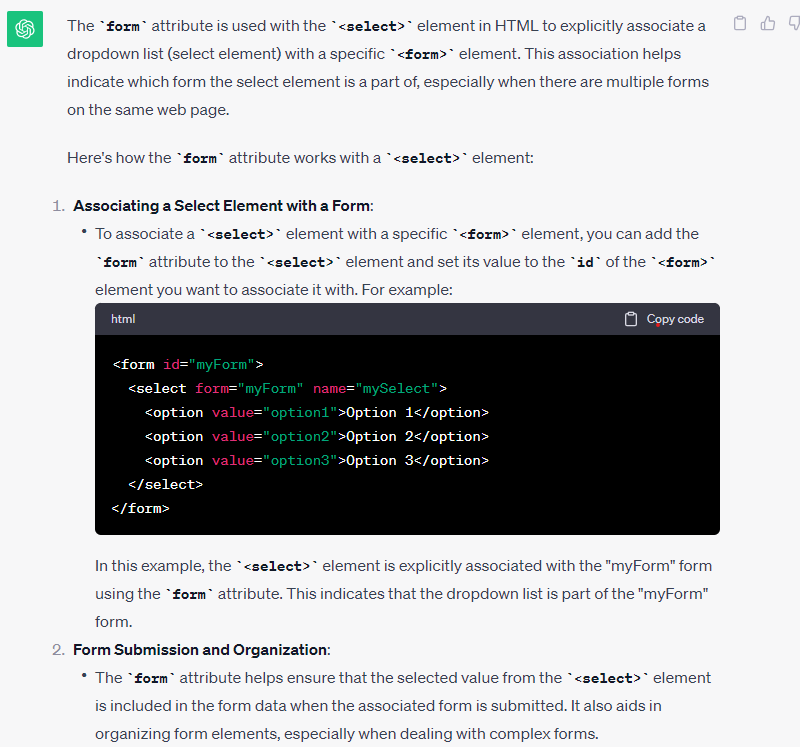 The `form` attribute is used with the `<select>` element in HTML to explicitly associate a
dropdown list (select element) with a specific `<form>` element. This association helps
indicate which form the select element is a part of, especially when there are multiple forms
on the same web page.
Here's how the `form` attribute works with a `<select>` element:
1. Associating a Select Element with a Form:
• To associate a `<select>` element with a specific `<form>` element, you can add the
`form` attribute to the `<select>` element and set its value to the `id` of the `<form>`
element you want to associate it with. For example:
html Copy code
<form id="myForm">
  <select form="myForm" name="mySelect">
    <option value="option1">Option 1</option>
    <option value="option2">Option 2</option>
    <option value="option3">Option 3</option>
  </select>
</form>
In this example, the `<select>` element is explicitly associated with the "myForm" form
using the `form` attribute. This indicates that the dropdown list is part of the "myForm"
form.
2. Form Submission and Organization:
• The `form` attribute helps ensure that the selected value from the `<select>` element
is included in the form data when the associated form is submitted. It also aids in
organizing form elements, especially when dealing with complex forms.